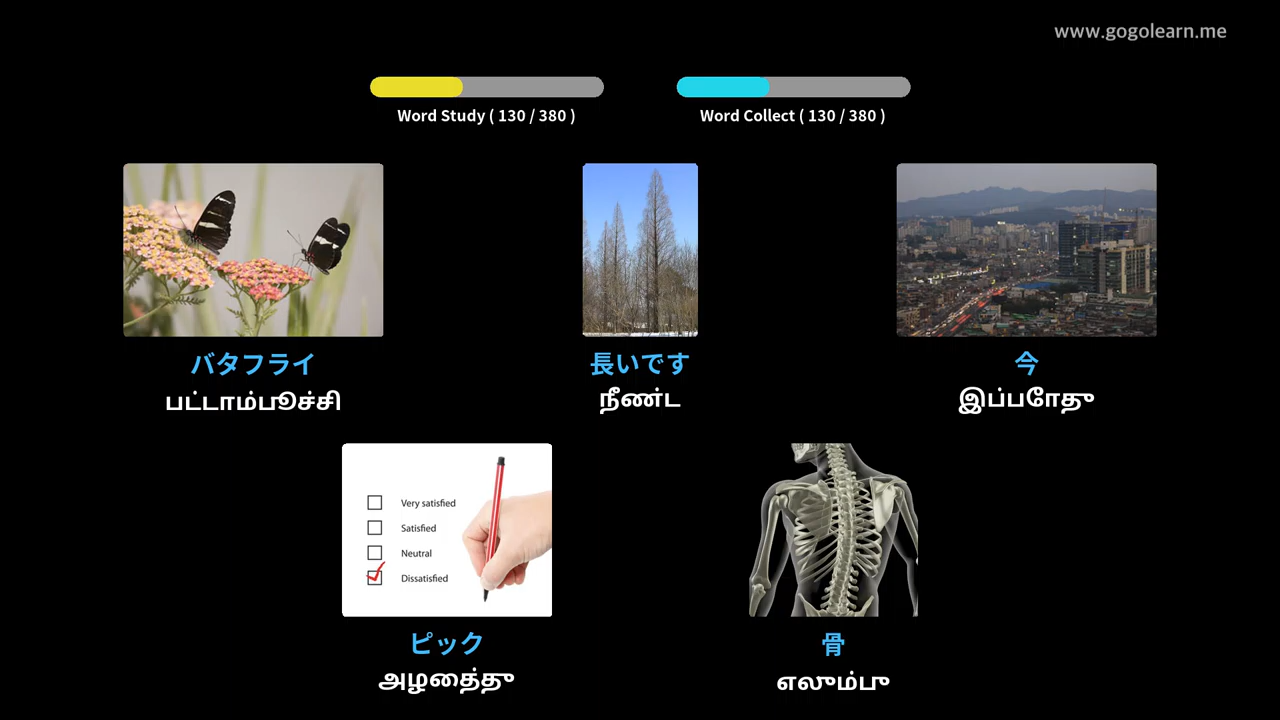 www.gogolearn.me
Word Study ( 130 / 380 )
Word Collect ( 130 / 380 )
バタフライ
பட்டாம்பூச்சி
長いです
நீண்ட
今
இப்போது
Very satisfied
Satisfied
Neutral
Dissatisfied
ピック
அழைத்து
骨
எலும்பு